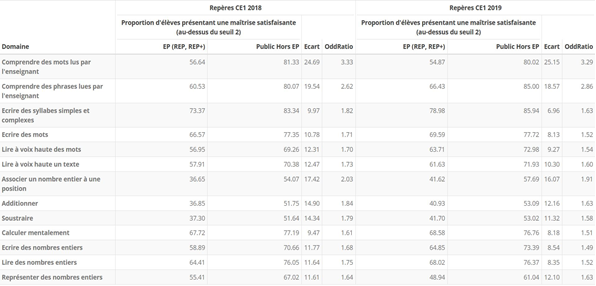 Repères CE1 2018 Repères CE1 2019
Proportion d'élèves présentant une maîtrise satisfaisante Proportion d'élèves présentant une maîtrise satisfaisante
(au-dessus du seuil 2) (au-dessus du seuil 2)
Domaine EP (REP, REP+) Public Hors EP Ecart OddRatio EP (REP, REP+) Public Hors EP Ecart OddRatio
Comprendre des mots lus par l'enseignant 56.64 81.33 24.69 3.33 54.87 80.02 25.15 3.29
Comprendre des phrases lues par l'enseignant 60.53 80.07 19.54 2.62 66.43 85.00 18.57 2.86
Ecrire des syllabes simples et complexes 73.37 83.34 9.97 1.82 78.98 85.94 6.96 1.63
Ecrire des mots 66.57 77.35 10.78 1.71 69.59 77.72 8.13 1.52
Lire à voix haute des mots 56.95 69.26 12.31 1.70 63.71 72.98 9.27 1.54
Lire à voix haute un texte 57.91 70.38 12.47 1.73 61.63 71.93 10.30 1.60
Associer un nombre entier à une position 36.65 54.07 17.42 2.03 41.62 57.69 16.07 1.91
Additionner 36.85 51.75 14.90 1.84 40.93 53.09 12.16 1.63
Soustraire 37.30 51.64 14.34 1.79 41.70 53.02 11.32 1.58
Calculer mentalement 67.72 77.19 9.47 1.61 68.58 76.76 8.18 1.51
Ecrire des nombres entiers 58.89 70.66 11.77 1.68 64.85 73.39 8.54 1.49
Lire des nombres entiers 64.41 76.05 11.64 1.75 68.02 76.37 8.35 1.52
Représenter des nombres entiers 55.41 67.02 11.61 1.64 48.94 61.04 12.10 1.63